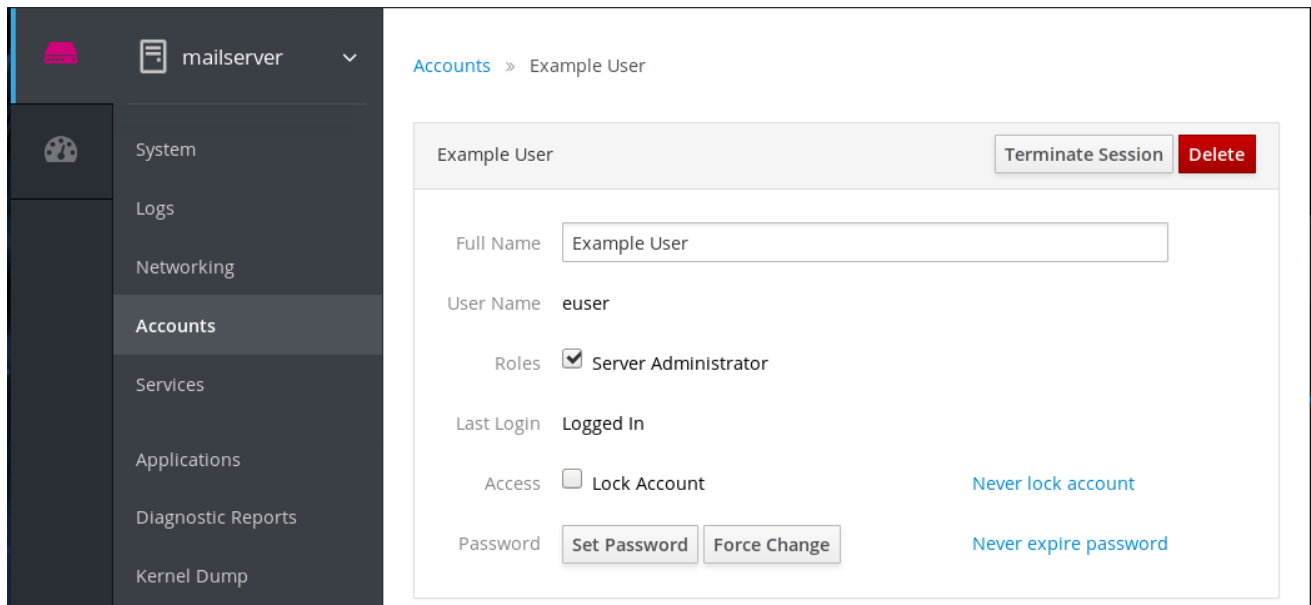 mailserver
System
Logs
Networking
Accounts
Services
Applications
Diagnostic Reports
Kernel Dump
Accounts » Example User
Example User Terminate Session Delete
Full Name Example User
User Name euser
Roles Server Administrator
Last Login Logged In
Access Lock Account Never lock account
Password Set Password Force Change Never expire password